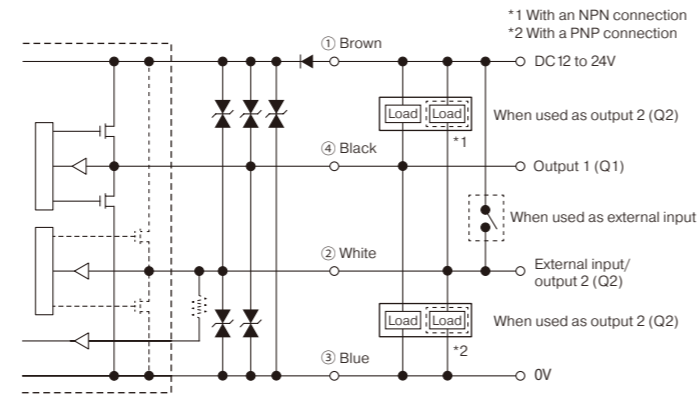 *1 With an NPN connection
*2 With a PNP connection
① Brown
DC12 to 24V
Load
Load
When used as output 2 (Q2)
*1
④ Black
Output 1 (Q1)
When used as external input
② White
External input/
output 2 (Q2)
Load
Load
When used as output 2 (Q2)
*2
③ Blue
0V